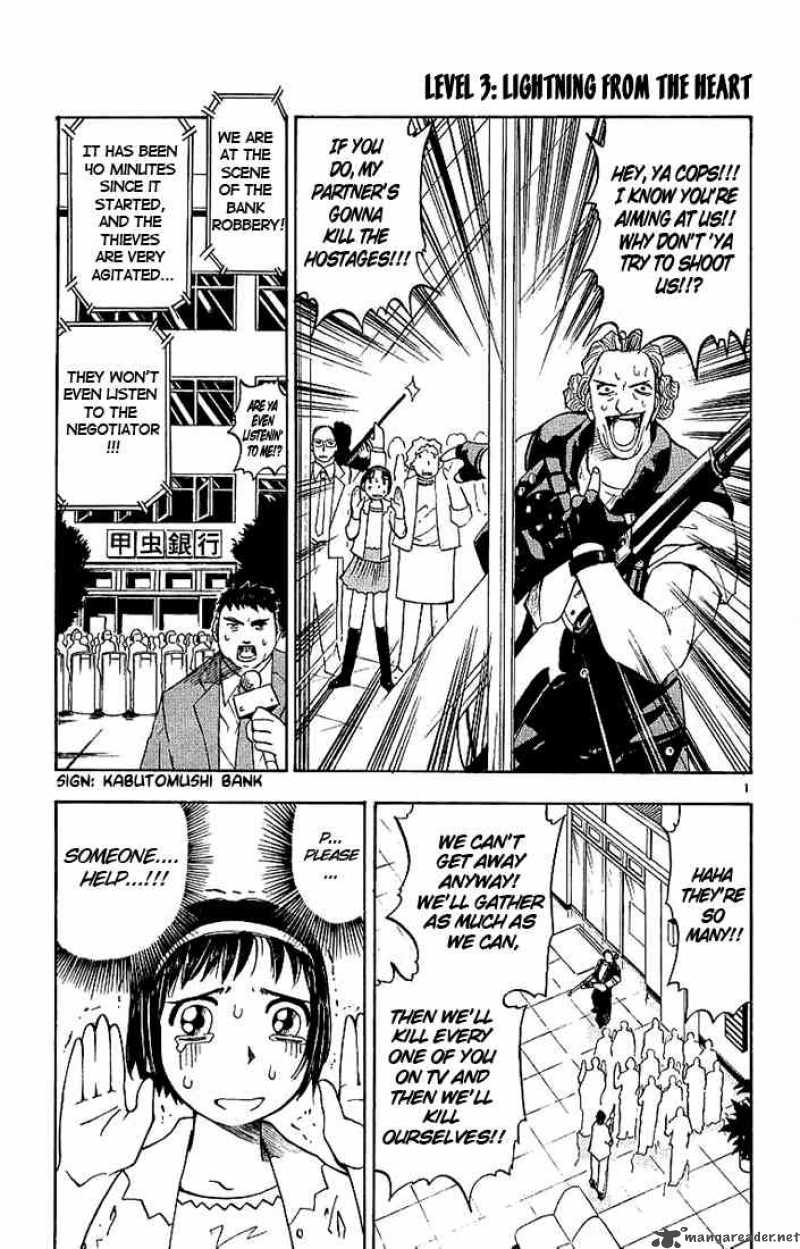 LEVEL 3: LIGHTNING FROM THE HEART
HEY, YA COPS!!!
I KNOW YOU'RE
AIMING AT US!!
WHY DON'T 'YA
TRY TO SHOOT
US!!?
IF YOU
DO, MY
PARTNER'S
GONNA
KILL THE
HOSTAGES!!!
WE ARE
AT THE
SCENE
OF THE
BANK
ROBBERY!
IT HAS BEEN
40 MINUTES
SINCE IT
STARTED,
AND THE
THIEVES
ARE VERY
AGITATED...
ARE YA
EVEN
LISTENIN'
TO ME!?
THEY WON'T
EVEN LISTEN
TO THE
NEGOTIATOR
!!!
甲虫銀行
SIGN: KABUTOMUSHI BANK
1
HAHA
THEY'RE
SO
MANY!!
WE CAN'T
GET AWAY
ANYWAY!
WE'LL GATHER
AS MUCH AS
WE CAN,
THEN WE'LL
KILL EVERY
ONE OF YOU
ON TV AND
THEN WE'LL
KILL
OURSELVES!!
P...
PLEASE
...
SOMEONE....
HELP...!!!
mangareader.net